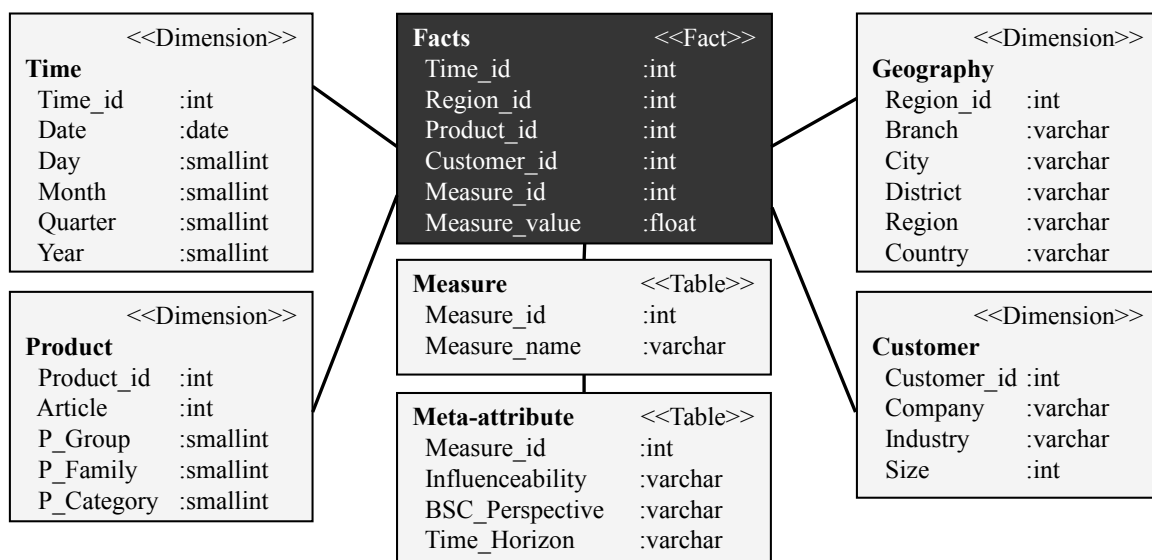 <<Dimension>>
Time
Time_id :int
Date :date
Day :smallint
Month :smallint
Quarter :smallint
Year :smallint
<<Dimension>>
Product
Product_id :int
Article :int
P_Group :smallint
P_Family :smallint
P_Category :smallint
Facts <<Fact>>
Time_id :int
Region_id :int
Product_id :int
Customer_id :int
Measure_id :int
Measure_value :float
Measure <<Table>>
Measure_id :int
Measure_name :varchar
Meta-attribute <<Table>>
Measure_id :int
Influenceability :varchar
BSC_Perspective :varchar
Time_Horizon :varchar
<<Dimension>>
Geography
Region_id :int
Branch :varchar
City :varchar
District :varchar
Region :varchar
Country :varchar
<<Dimension>>
Customer
Customer_id :int
Company :varchar
Industry :varchar
Size :int